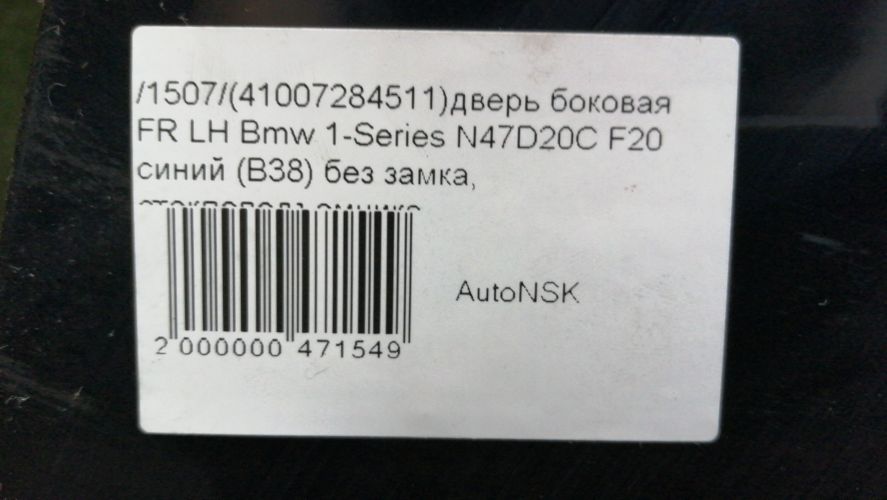 /1507/(41007284511)дверь боковая
FR LH Bmw 1-Series N47D20C F20
синий (B38) без замка,
AutoNSK
2 000000 471549